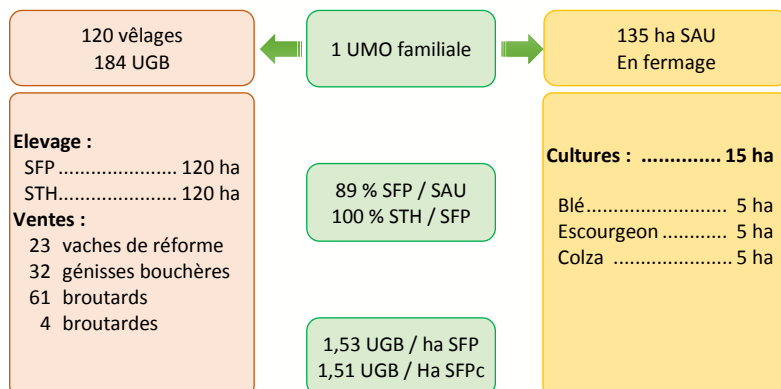 120 vêlages
184 UGB
1 UMO familiale
135 ha SAU
En fermage
Elevage :
SFP...................... 120 ha
STH..................... 120 ha
Ventes :
23 vaches de réforme
32 génisses bouchères
61 broutards
4 broutardes
89 % SFP / SAU
100 % STH / SFP
1,53 UGB / ha SFP
1,51 UGB / Ha SFPc
Cultures : ............... 15 ha
Blé............................ 5 ha
Escourgeon.............. 5 ha
Colza ....................... 5 ha